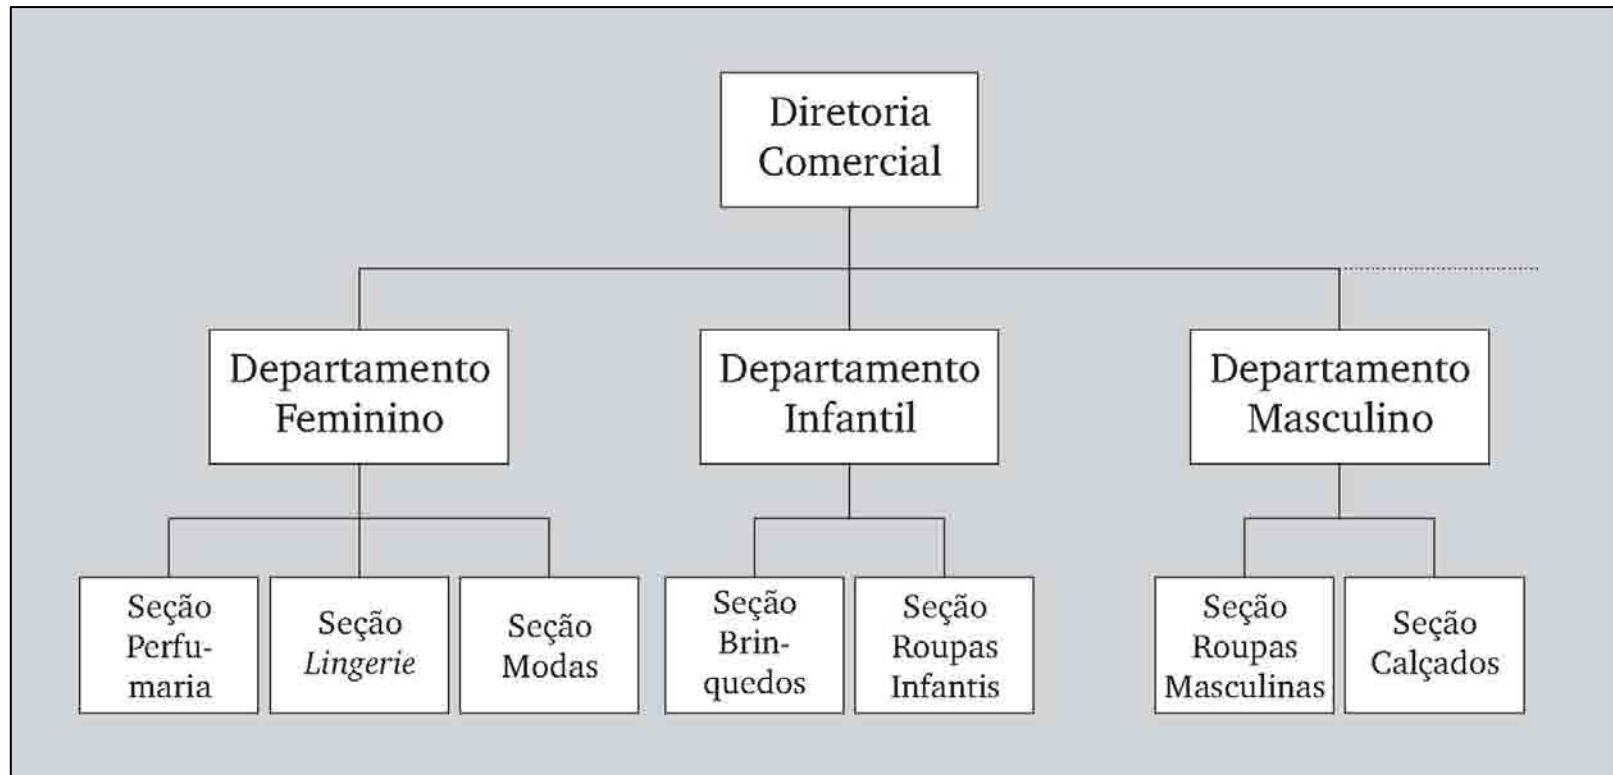 Diretoria
Comercial
Departamento
Feminino
Departamento
Infantil
Departamento
Masculino
Seção
Perfu-
maria
Seção
Lingerie
Seção
Modas
Seção
Brin-
quedos
Seção
Roupas
Infantis
Seção
Roupas
Masculinas
Seção
Calçados